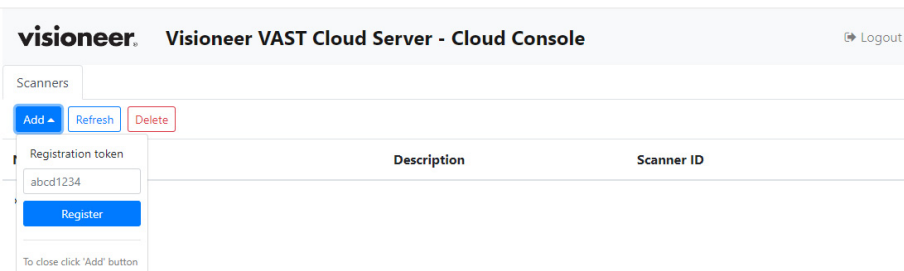 visioneer® Visioneer VAST Cloud Server - Cloud Console Logout
Scanners
Add Refresh Delete
Registration token
Description Scanner ID
abcd1234
Register
To close click 'Add' button